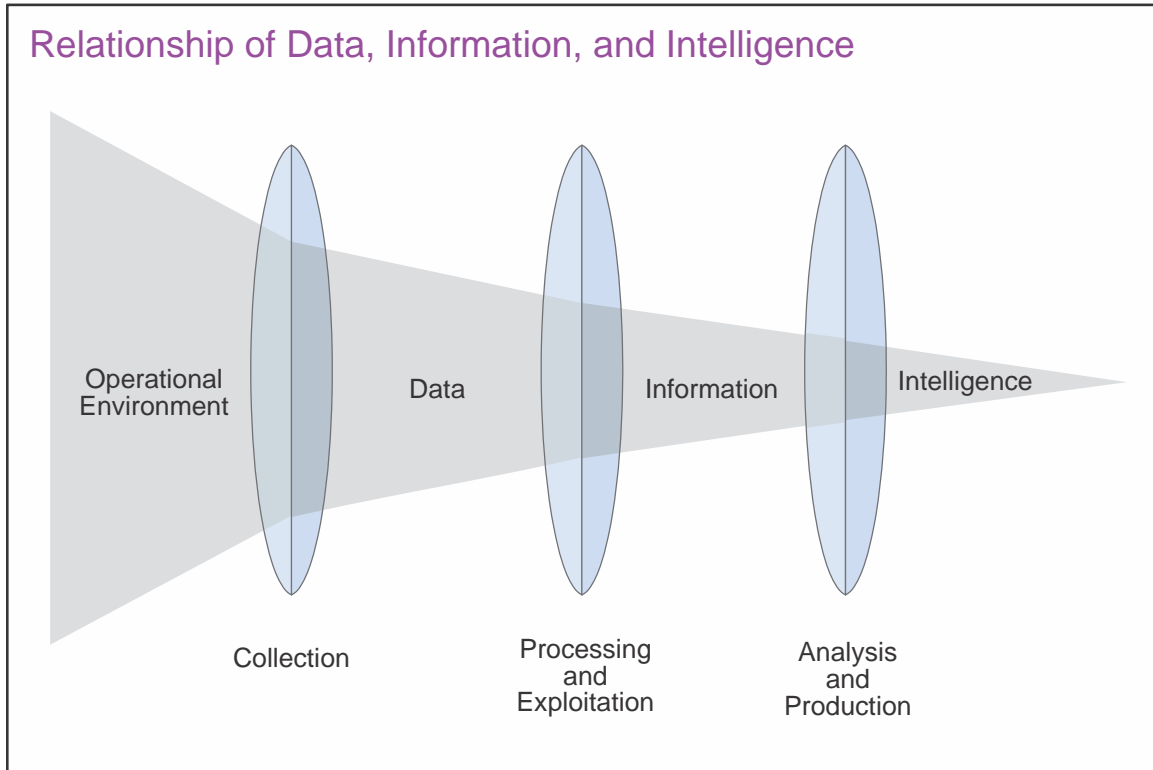 Relationship of Data, Information, and Intelligence
Operational
Environment
Data
Information
Intelligence
Collection
Processing
and
Exploitation
Analysis
and
Production